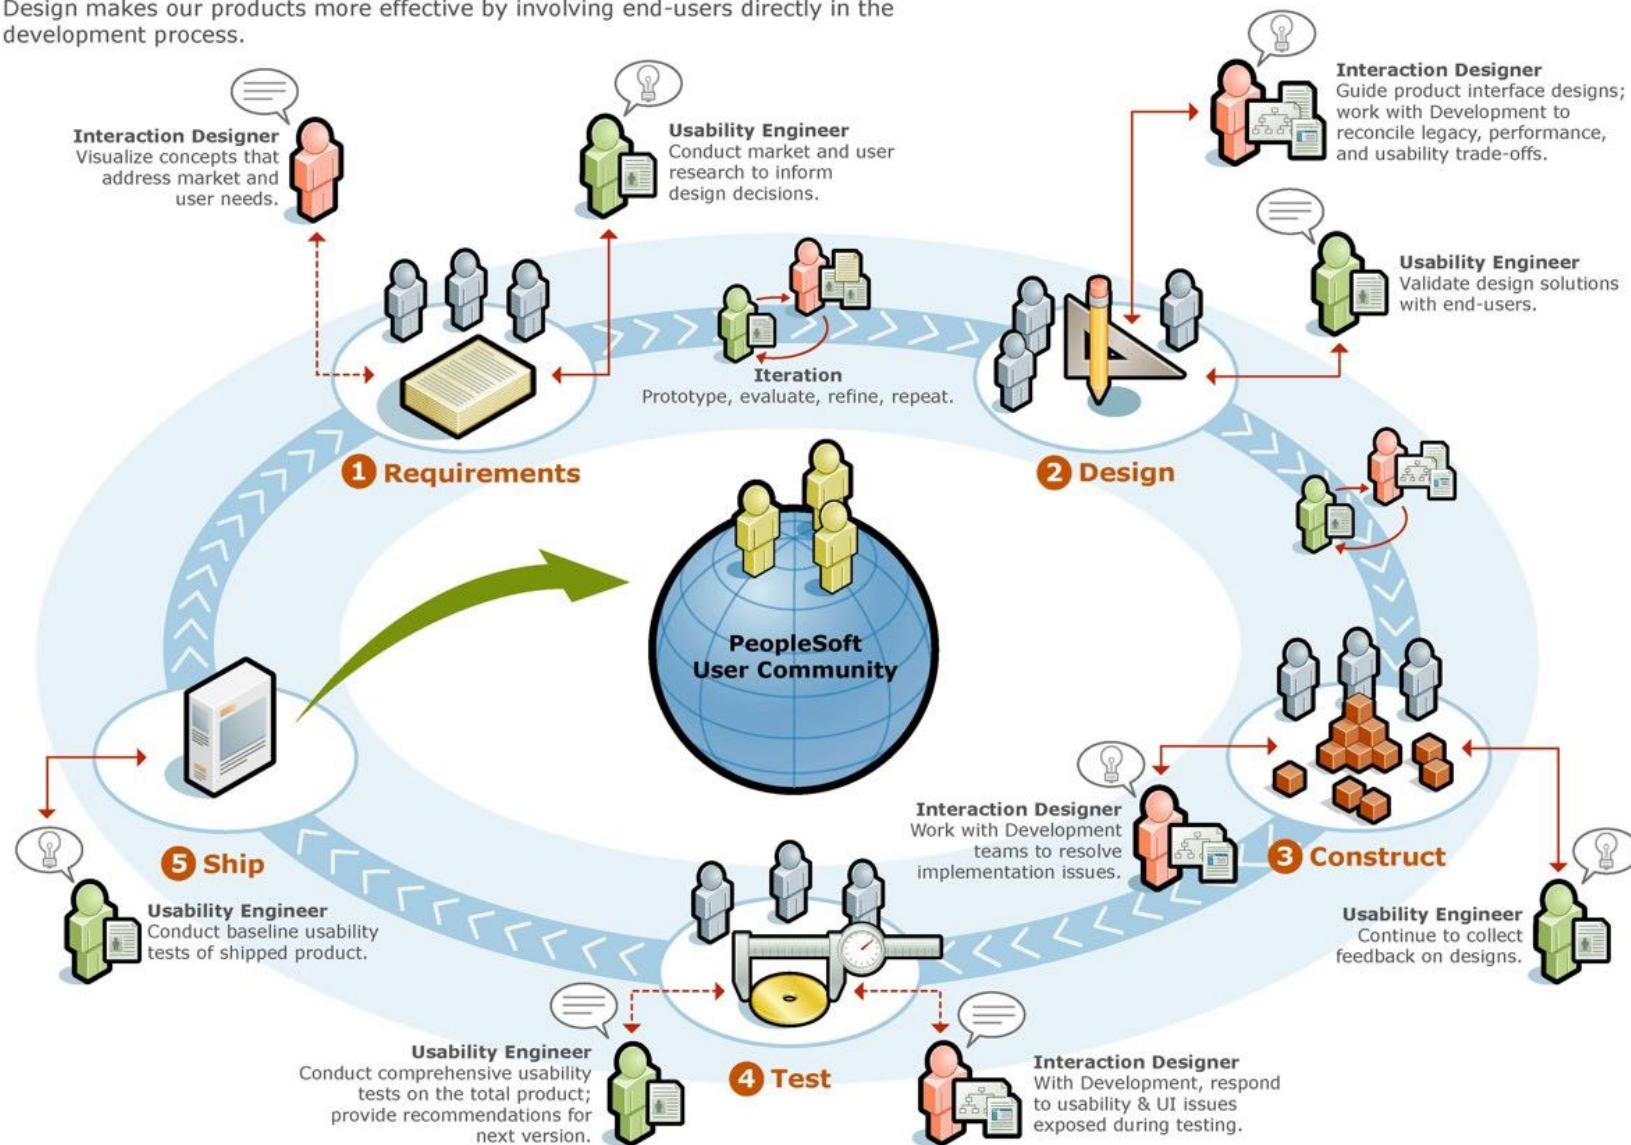 Design makes our products more effective by involving end-users directly in the
development process.
Interaction Designer
Visualize concepts that
address market and
user needs.
Usability Engineer
Conduct market and user
research to inform
design decisions.
Interaction Designer
Guide product interface designs;
work with Development to
reconcile legacy, performance,
and usability trade-offs.
Usability Engineer
Validate design solutions
with end-users.
Iteration
Prototype, evaluate, refine, repeat.
1 Requirements
2 Design
PeopleSoft
User Community
Interaction Designer
Work with Development
teams to resolve
implementation issues.
3 Construct
Usability Engineer
Continue to collect
feedback on designs.
5 Ship
Usability Engineer
Conduct baseline usability
tests of shipped product.
Usability Engineer
Conduct comprehensive usability
tests on the total product;
provide recommendations for
next version.
4 Test
Interaction Designer
With Development, respond
to usability & UI issues
exposed during testing.